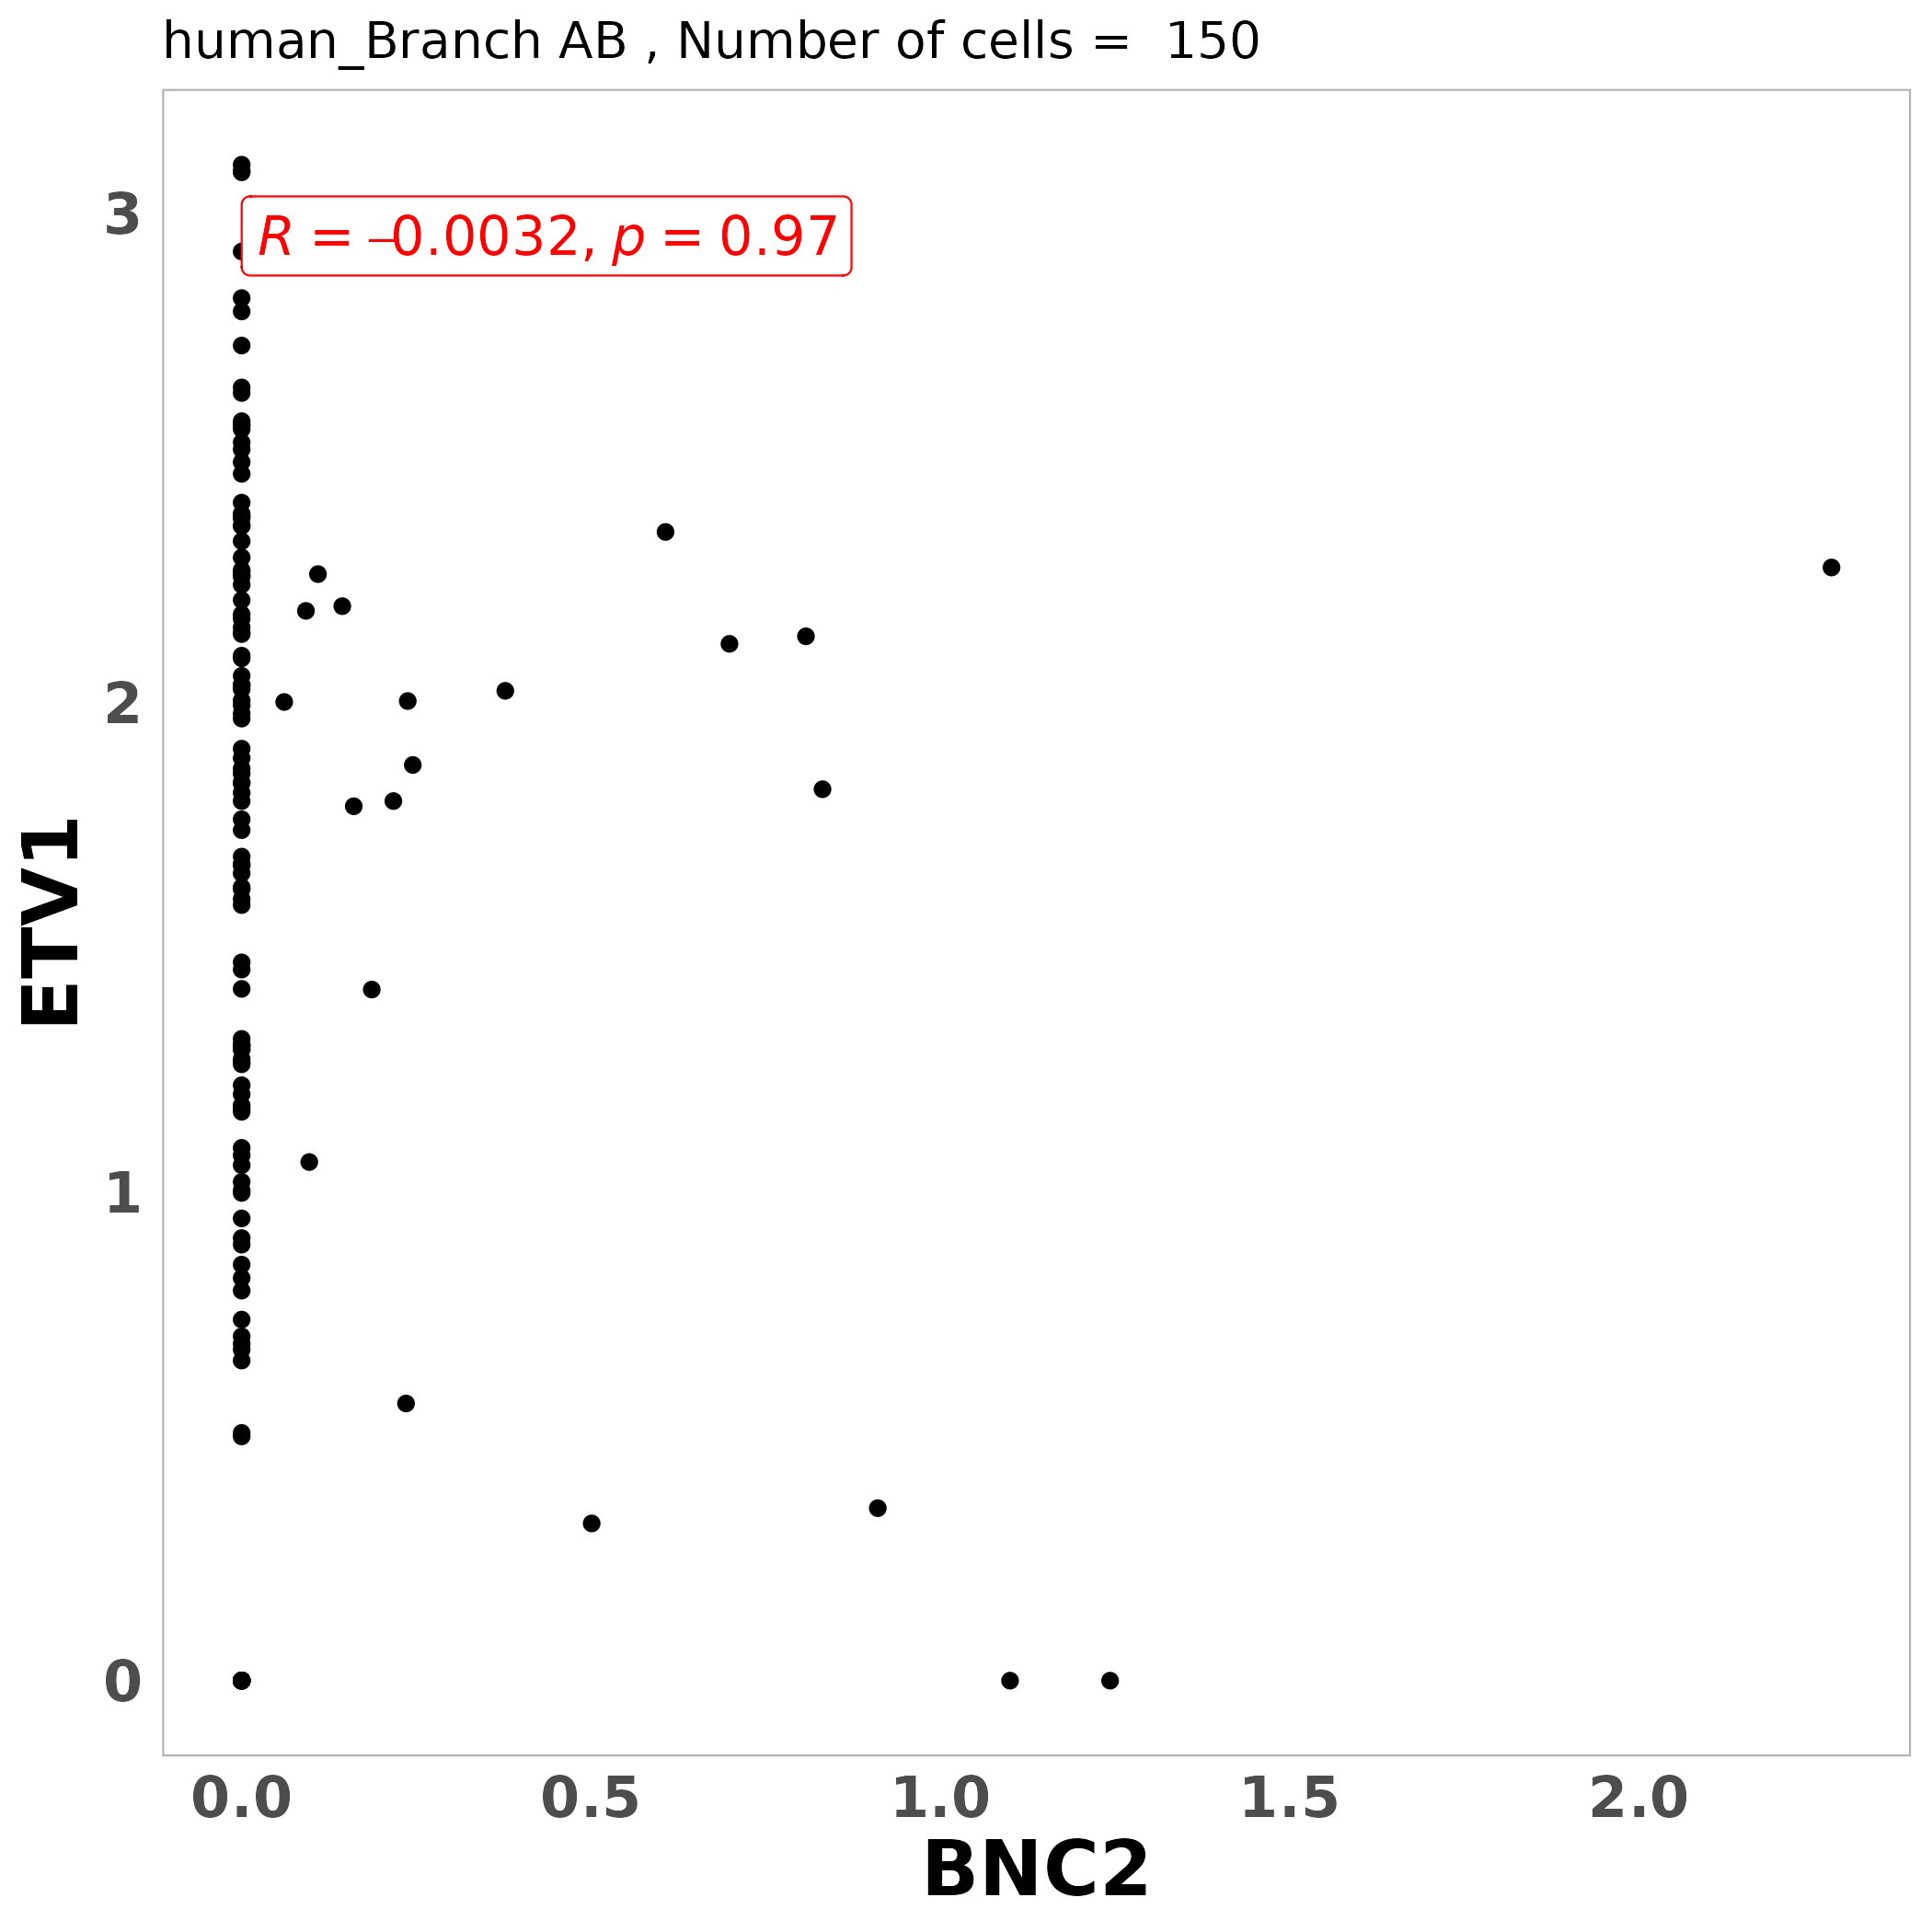 human_Branch AB , Number of cells =  150
R = –0.0032, p = 0.97
3
2
1
0
ETV1
0.0 0.5 1.0 1.5 2.0
BNC2